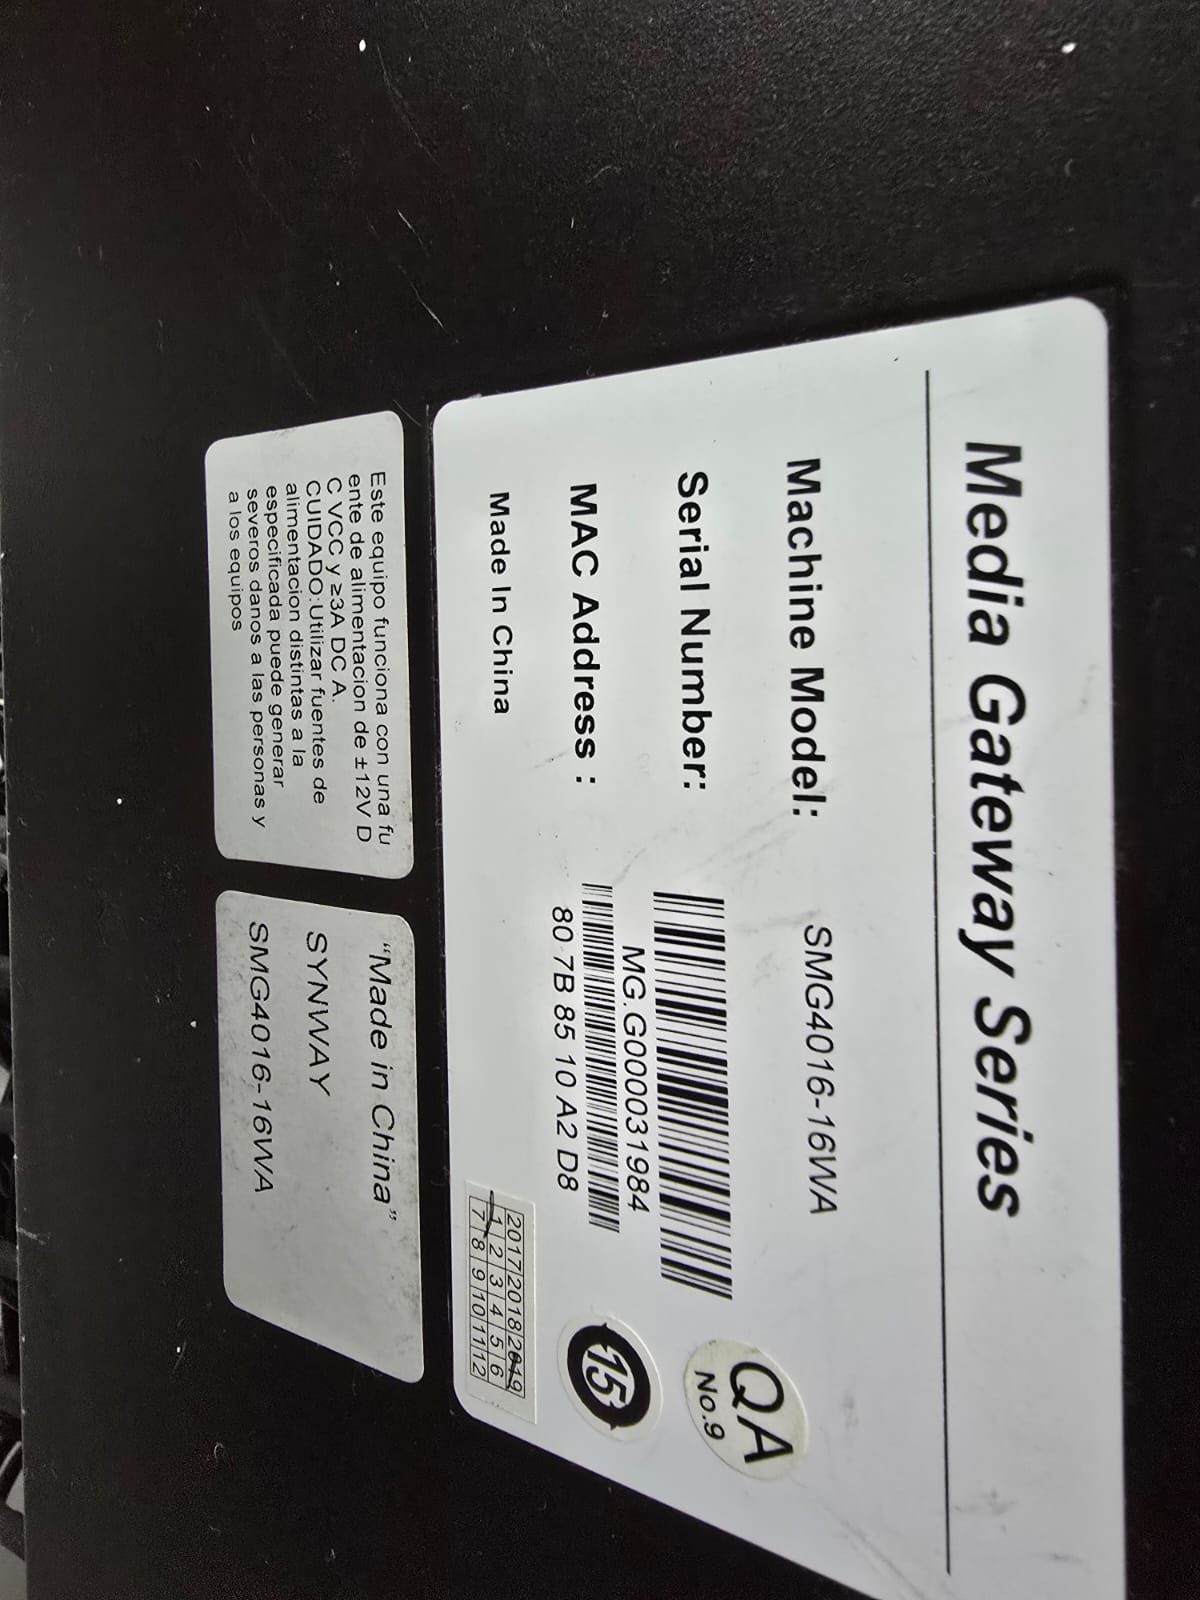 Media Gateway Series
Machine Model: SMG4016-16WA
Serial Number:
MG.G000031984
MAC Address :
80 7B 85 10 A2 D8
Made In China
QA
No.9
15
2017 2018 2019
1 2 3 4 5 6
7 8 9 10 11 12
Este equipo funciona con una fu
ente de alimentacion de ±12V D
C VCC y ≥3A DC A.
CUIDADO:Utilizar fuentes de
alimentacion distintas a la
especificada puede generar
severos danos a las personas y
a los equipos
“Made in China”
SYNWAY
SMG4016-16WA